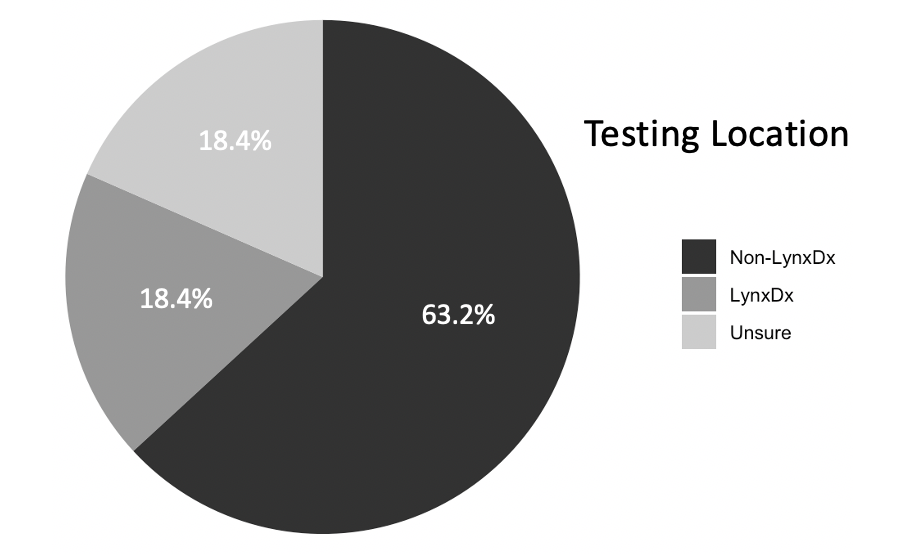 Testing Location
18.4%
18.4%
63.2%
Non-LynxDx
LynxDx
Unsure